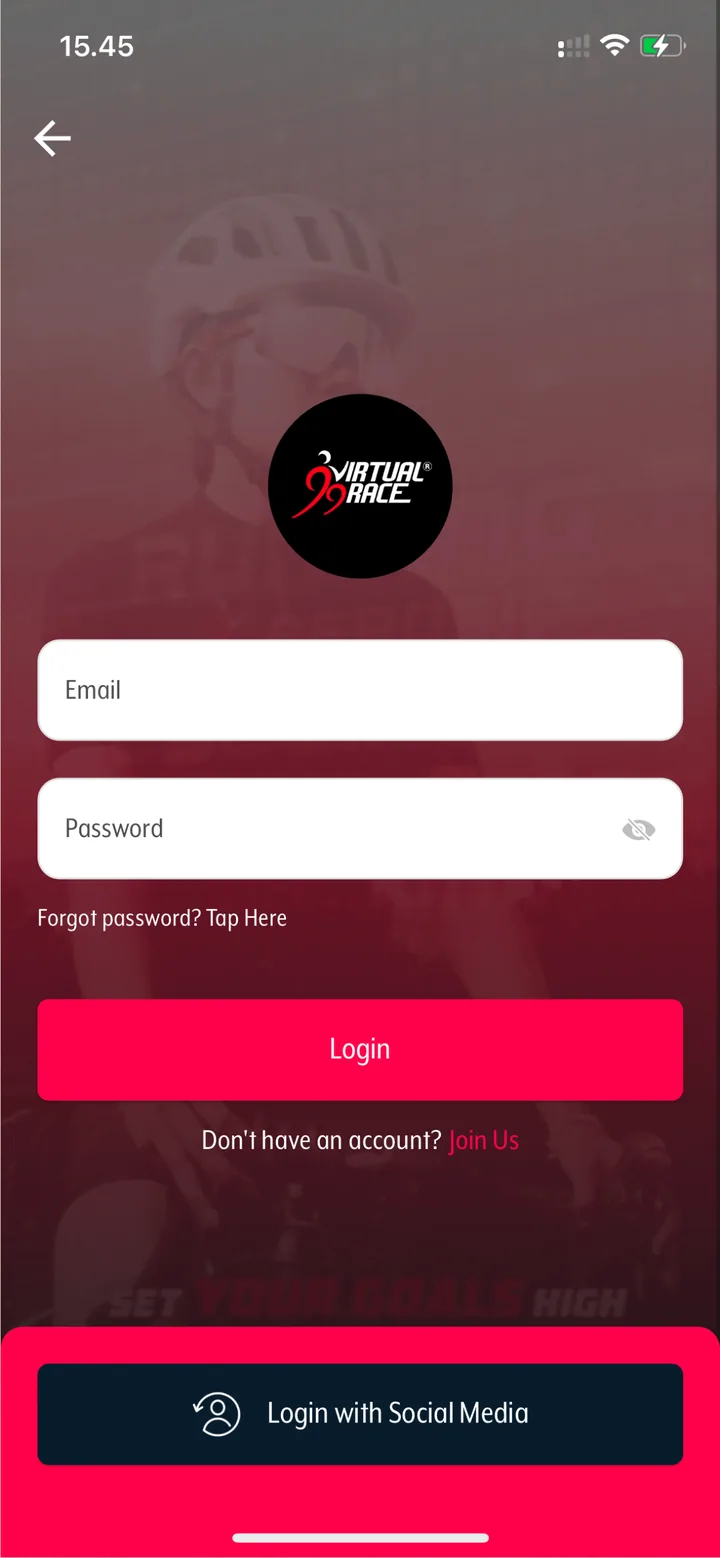 15.45
VIRTUAL®
99 RACE
Email
Password
Forgot password? Tap Here
Login
Don't have an account? Join Us
SET YOUR GOALS HIGH
Login with Social Media